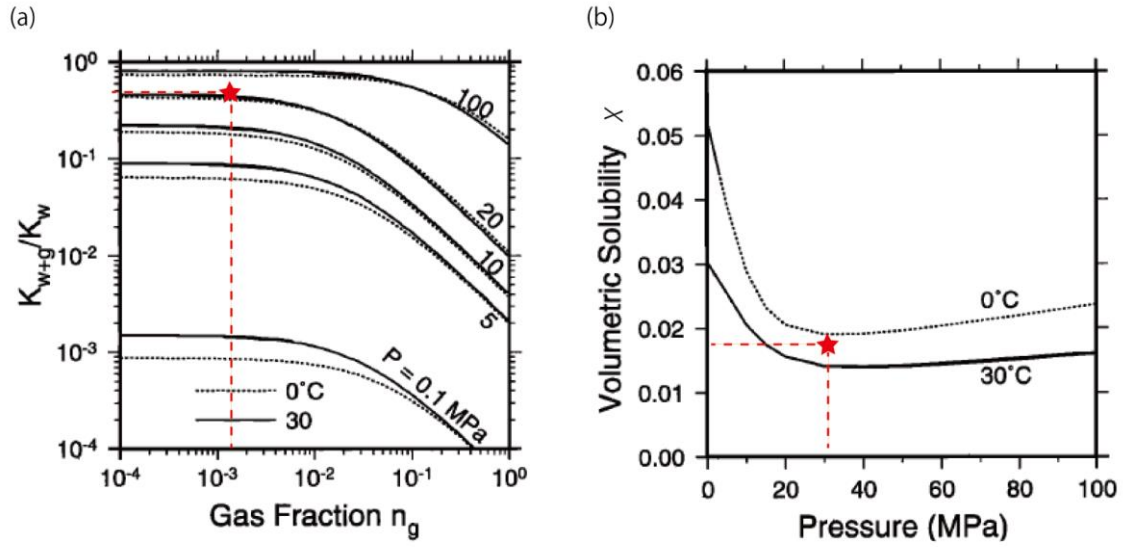 (a)
10⁰
10⁻¹
10⁻²
10⁻³
10⁻⁴
K_w+g/K_w
100
20
10
5
P = 0.1 MPa
0°C
30
10⁻⁴
10⁻³
10⁻²
10⁻¹
10⁰
Gas Fraction n_g
(b)
0.06
0.05
0.04
0.03
0.02
0.01
0.00
Volumetric Solubility X
0°C
30°C
0
20
40
60
80
100
Pressure (MPa)